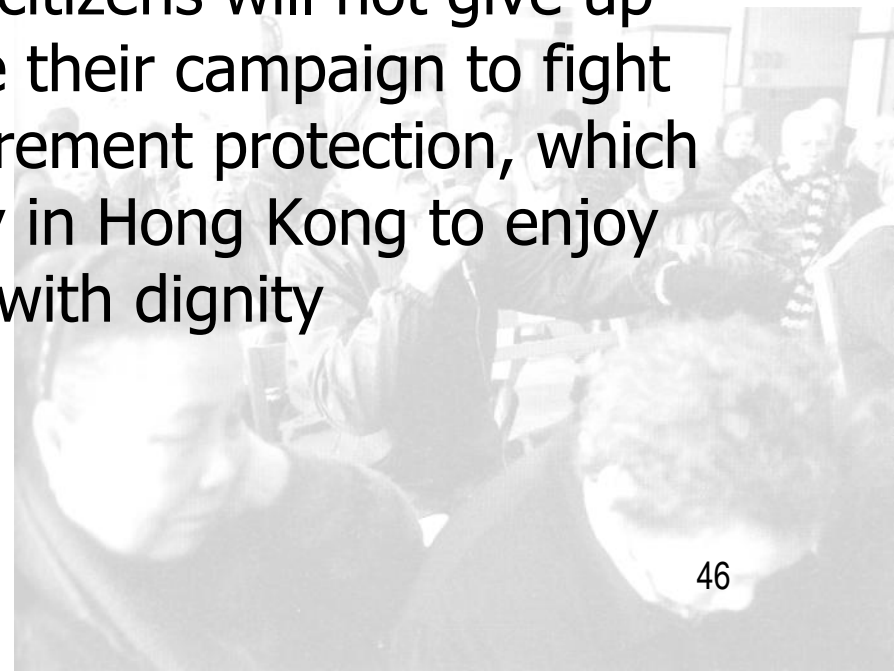 citizens will not give up
their campaign to fight
rement protection, which
in Hong Kong to enjoy
with dignity
46